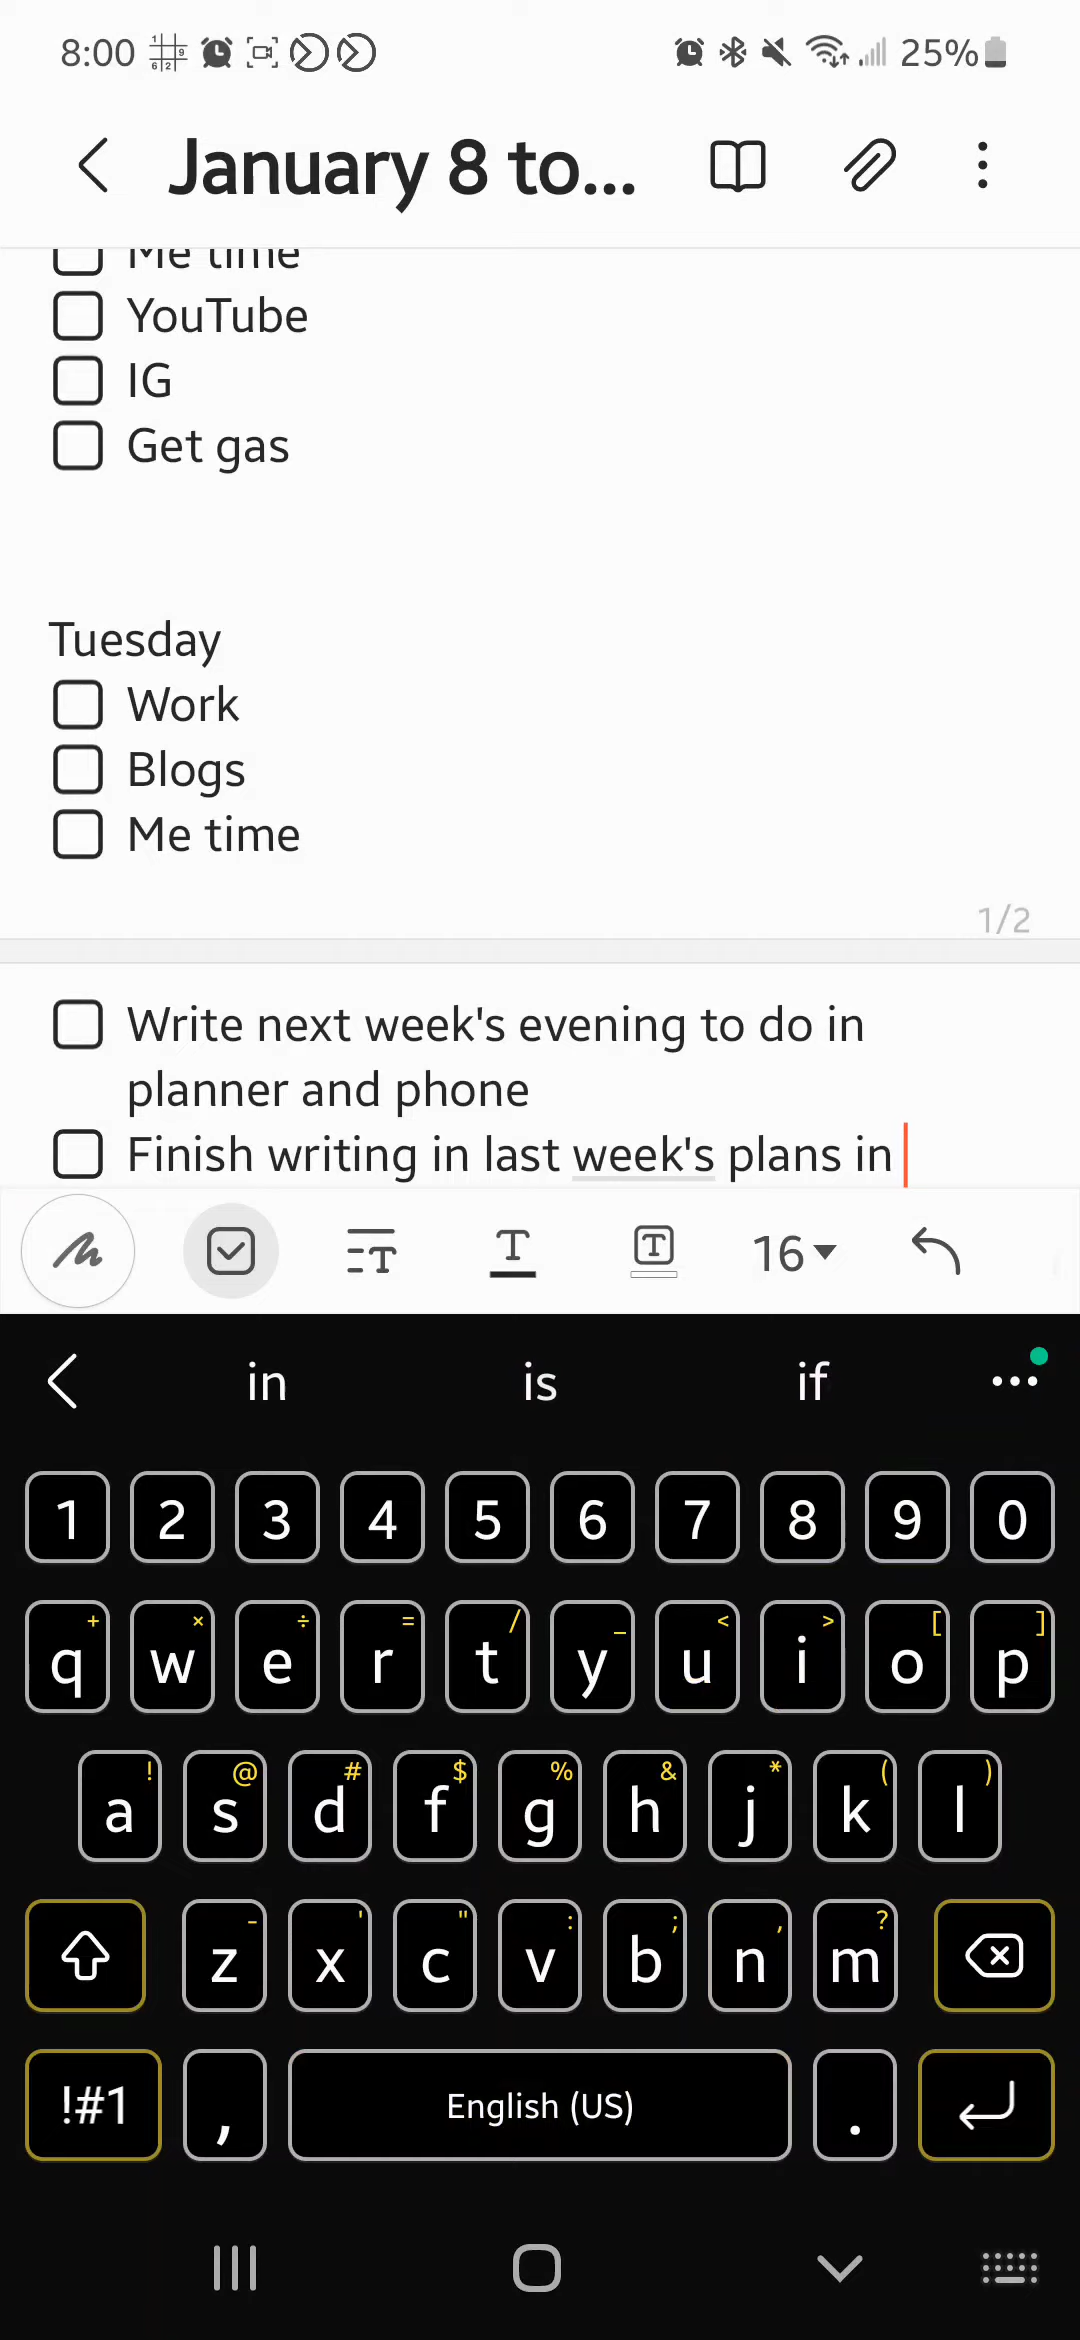 8:00
25%
January 8 to...
Me time
YouTube
IG
Get gas
Tuesday
Work
Blogs
Me time
1/2
Write next week's evening to do in
planner and phone
Finish writing in last week's plans in
T T T 16
in is if ...
1 2 3 4 5 6 7 8 9 0
+ × ÷ = / _ < > [ ]
q w e r t y u i o p
! @ # $ % & * ( )
a s d f g h j k l
- ' " : ; , ?
z x c v b n m
!#1 , English (US) .